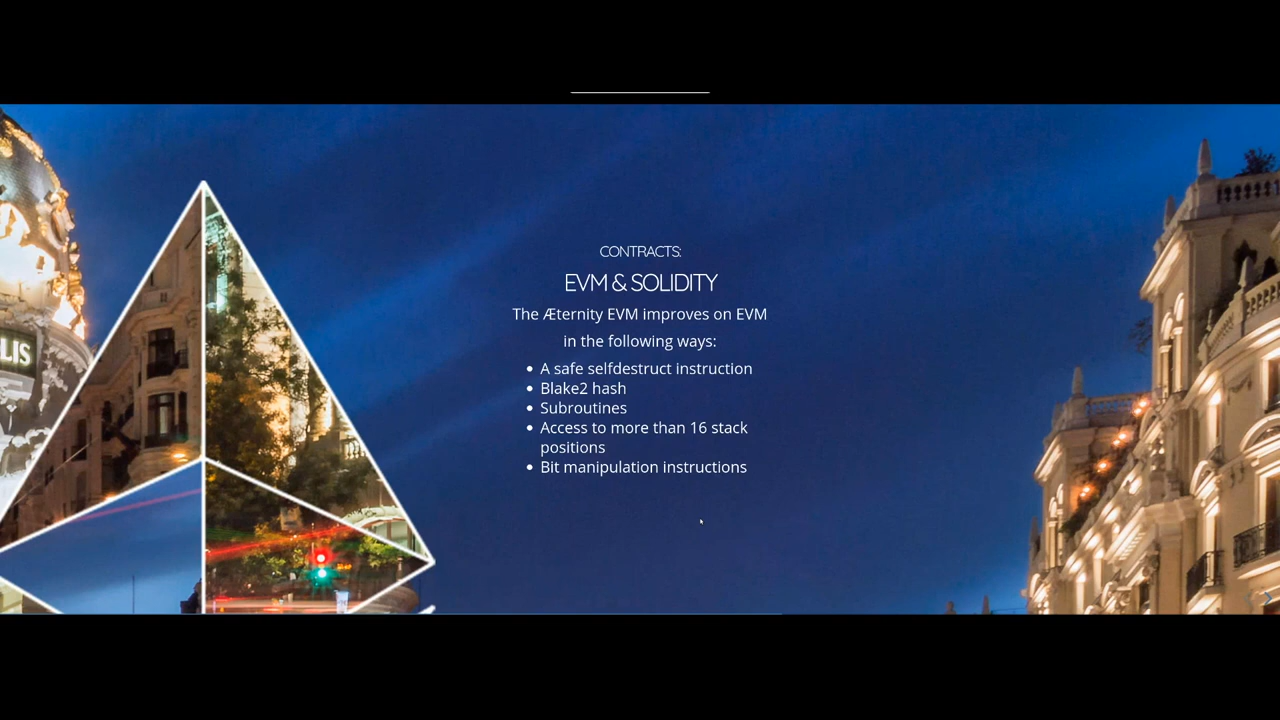 CONTRACTS:
EVM & SOLIDITY
The Æternity EVM improves on EVM
in the following ways:
• A safe selfdestruct instruction
• Blake2 hash
• Subroutines
• Access to more than 16 stack
positions
• Bit manipulation instructions
LIS